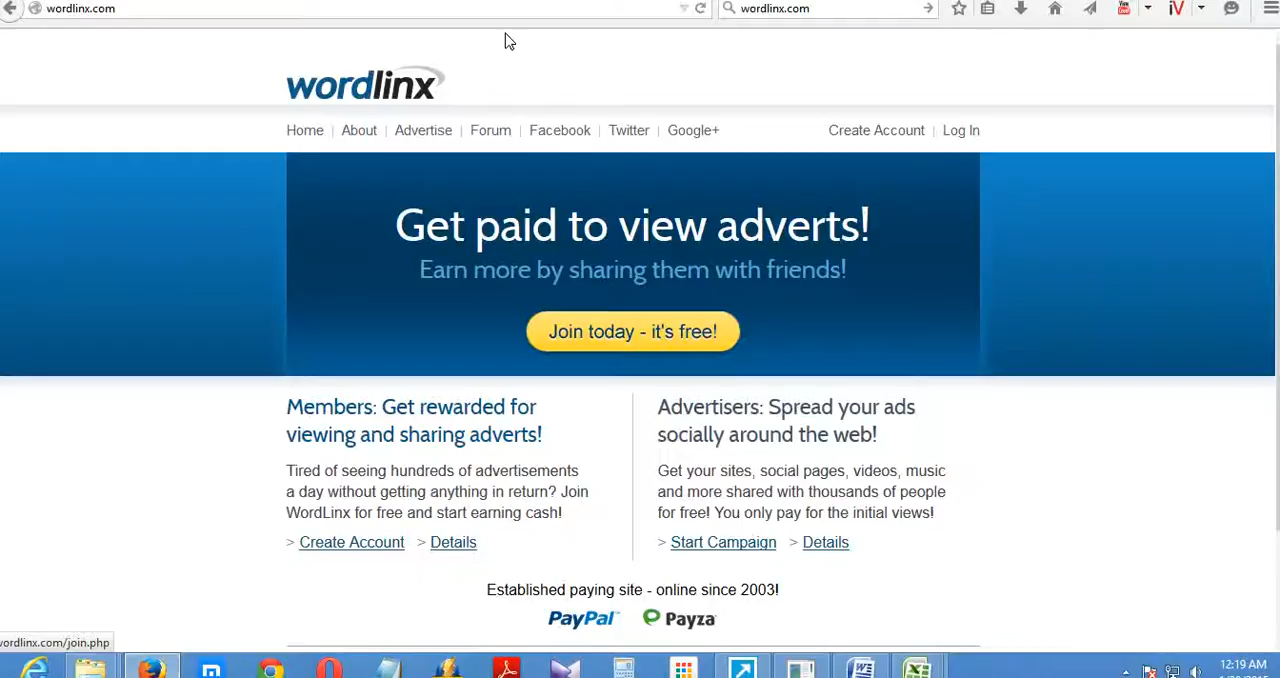 wordlinx.com
wordlinx.com
wordlinx
Home | About | Advertise | Forum | Facebook | Twitter | Google+
Create Account | Log In
Get paid to view adverts!
Earn more by sharing them with friends!
Join today - it's free!
Members: Get rewarded for
viewing and sharing adverts!
Tired of seeing hundreds of advertisements
a day without getting anything in return? Join
WordLinx for free and start earning cash!
> Create Account > Details
Advertisers: Spread your ads
socially around the web!
Get your sites, social pages, videos, music
and more shared with thousands of people
for free! You only pay for the initial views!
> Start Campaign > Details
Established paying site - online since 2003!
PayPal Payza
wordlinx.com/join.php
12:19 AM